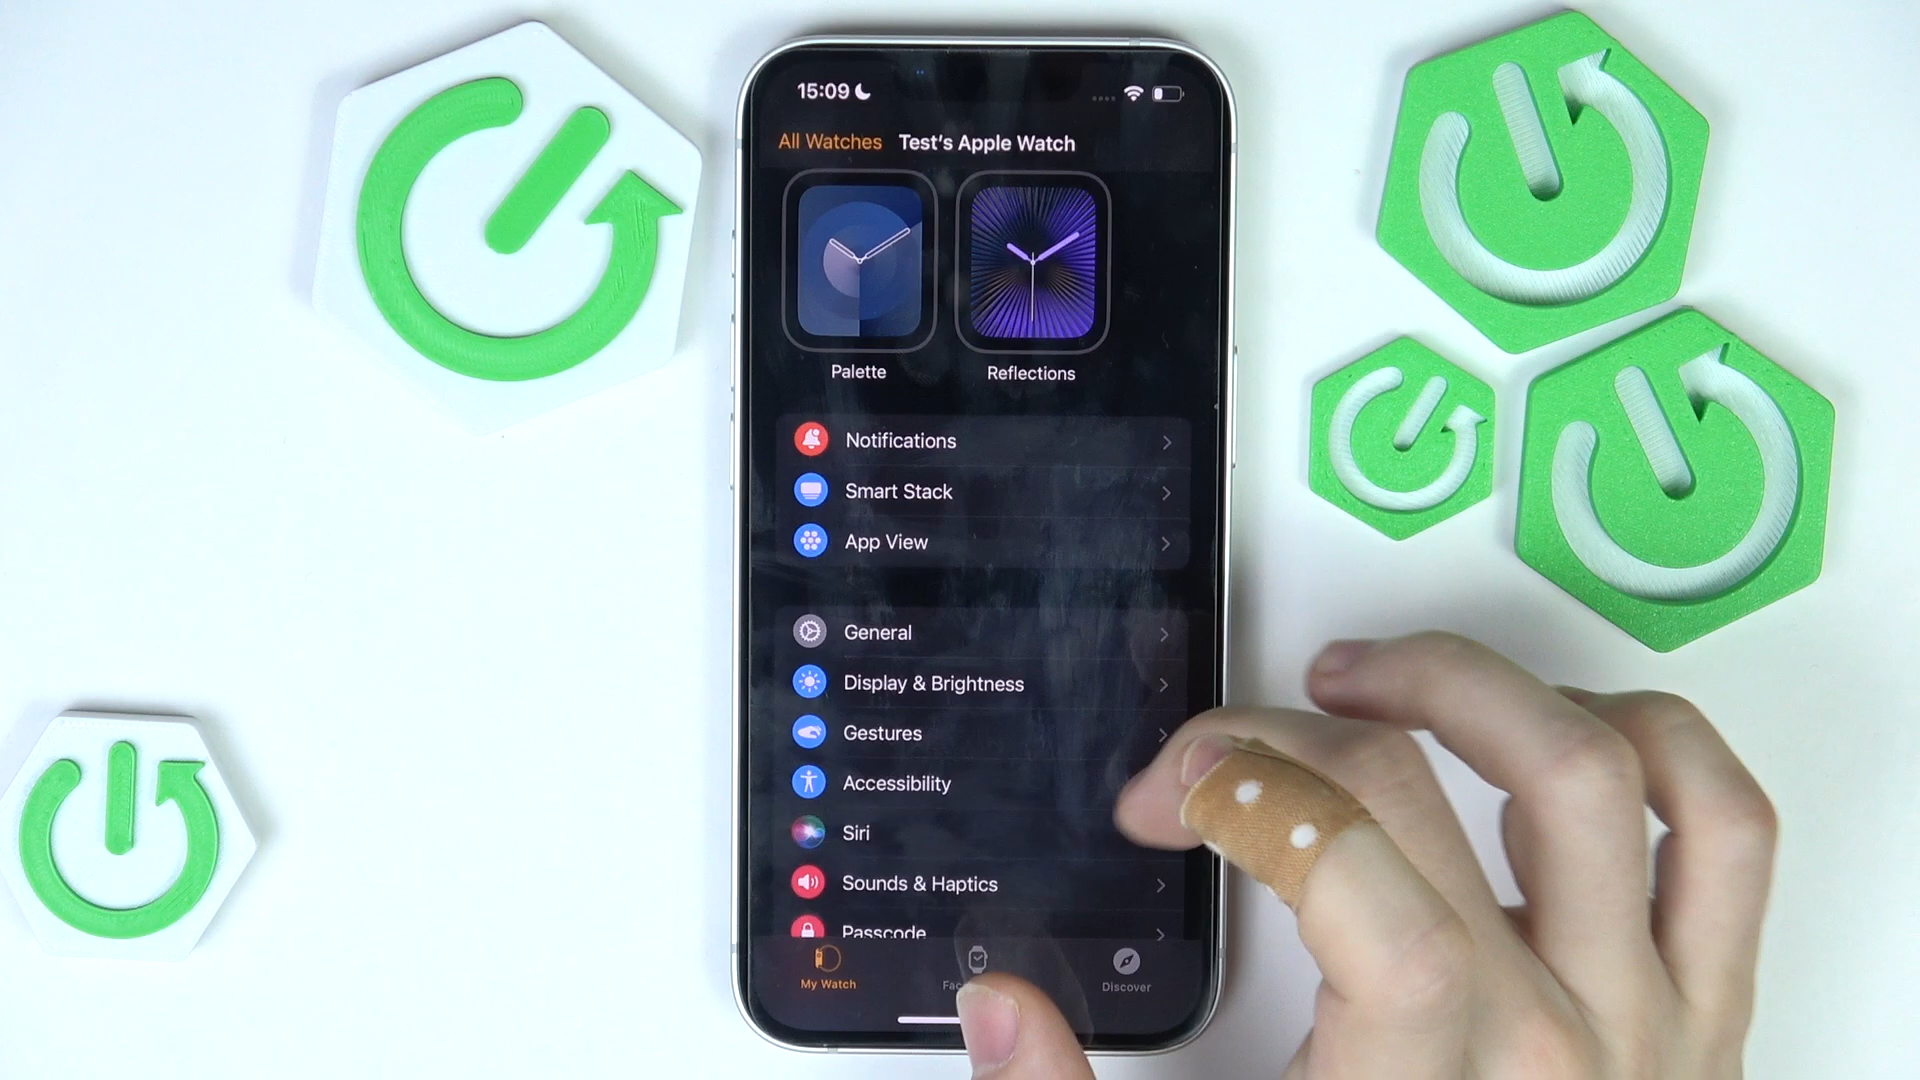 15:09
All Watches Test's Apple Watch
Palette Reflections
Notifications
Smart Stack
App View
General
Display & Brightness
Gestures
Accessibility
Siri
Sounds & Haptics
Passcode
My Watch Discover